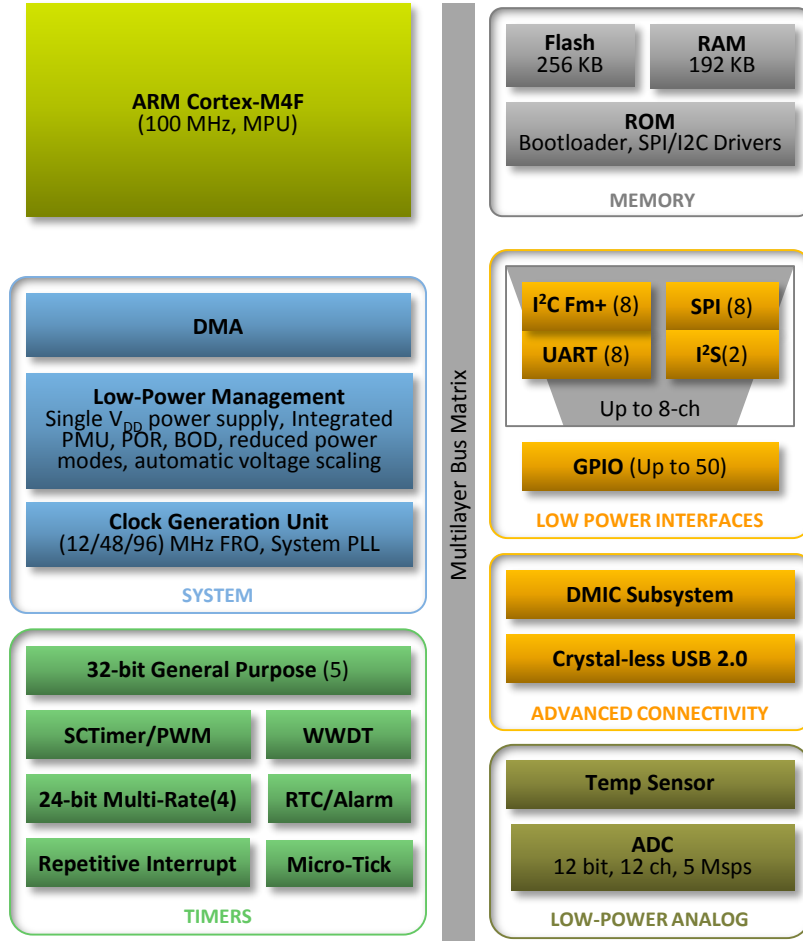 ARM Cortex-M4F
(100 MHz, MPU)
DMA
Low-Power Management
Single V_DD power supply, Integrated
PMU, POR, BOD, reduced power
modes, automatic voltage scaling
Clock Generation Unit
(12/48/96) MHz FRO, System PLL
SYSTEM
32-bit General Purpose (5)
SCTimer/PWM
WWDT
24-bit Multi-Rate(4)
RTC/Alarm
Repetitive Interrupt
Micro-Tick
TIMERS
Multilayer Bus Matrix
Flash
256 KB
RAM
192 KB
ROM
Bootloader, SPI/I2C Drivers
MEMORY
I²C Fm+ (8)
SPI (8)
UART (8)
I²S(2)
Up to 8-ch
GPIO (Up to 50)
LOW POWER INTERFACES
DMIC Subsystem
Crystal-less USB 2.0
ADVANCED CONNECTIVITY
Temp Sensor
ADC
12 bit, 12 ch, 5 Msps
LOW-POWER ANALOG